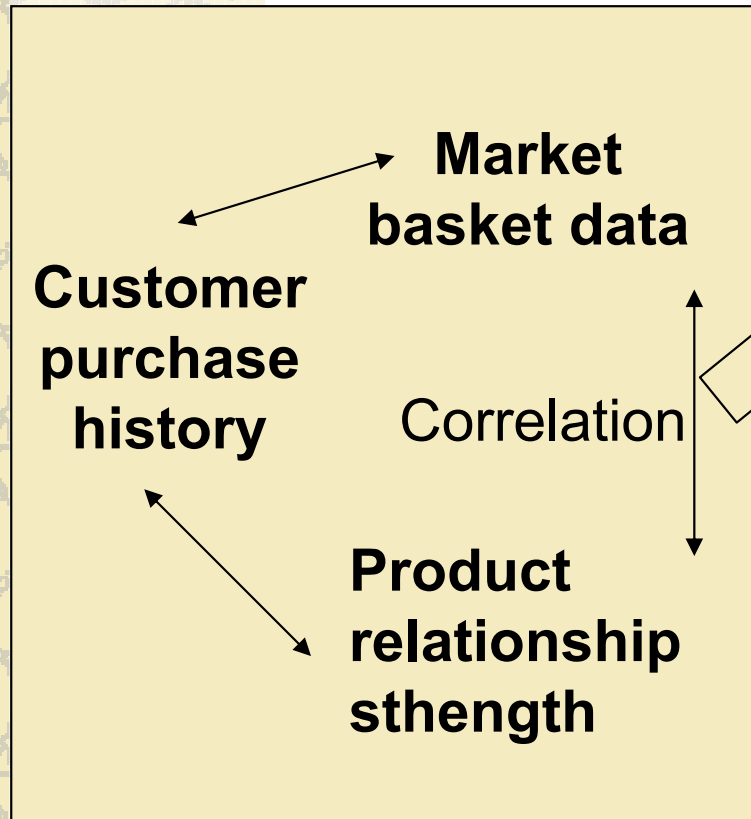 Market
basket data
Customer
purchase
history
Correlation
Product
relationship
sthength